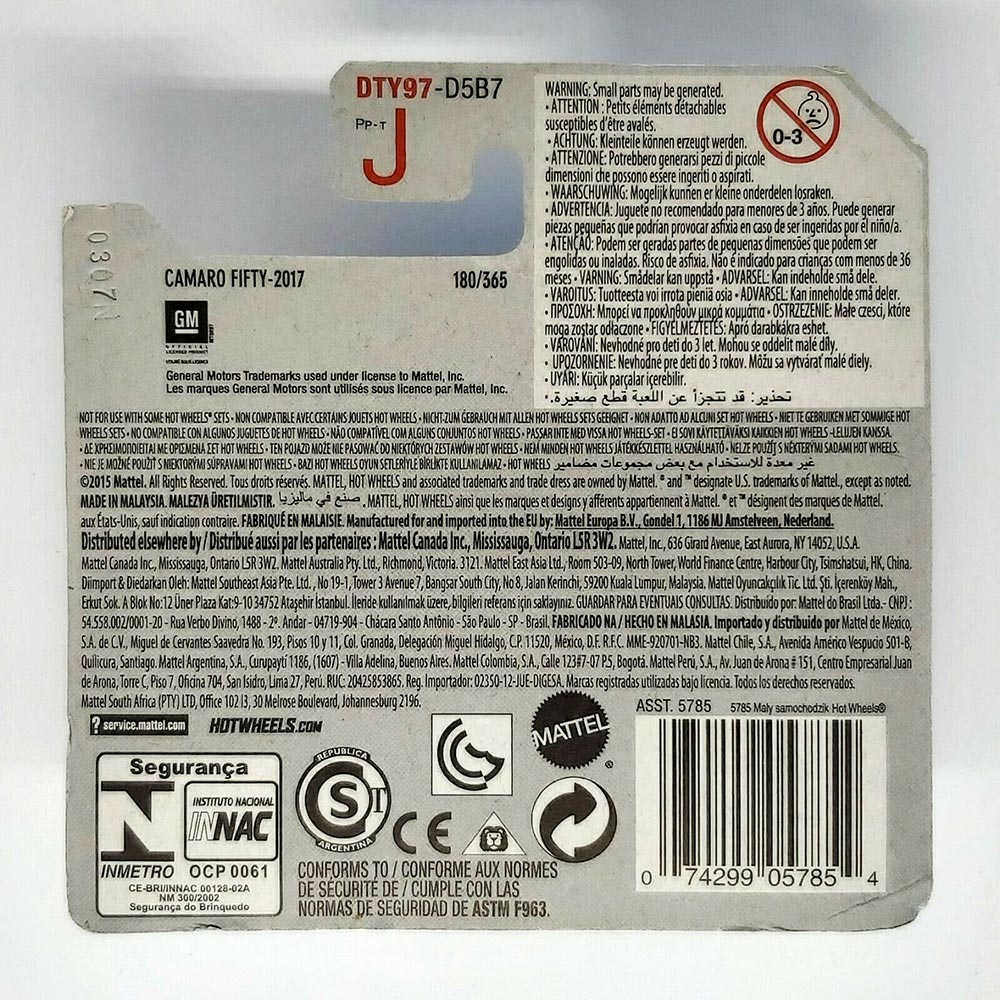 DTY97-D5B7
PP-T
J
WARNING: Small parts may be generated.
• ATTENTION : Petits éléments détachables
susceptibles d'être avalés.
• ACHTUNG: Kleinteile können erzeugt werden.
• ATTENZIONE: Potrebbero generarsi pezzi di piccole
dimensioni che possono essere ingeriti o aspirati.
• WAARSCHUWING: Mogelijk kunnen er kleine onderdelen losraken.
• ADVERTENCIA: Juguete no recomendado para menores de 3 años. Puede generar
piezas pequeñas que podrían provocar asfixia en caso de ser ingeridas por el niño/a.
• ATENÇÃO: Podem ser geradas partes de pequenas dimensões que podem ser
engolidas ou inaladas. Risco de asfixia. Não é indicado para crianças com menos de 36
meses • VARNING: Smådelar kan uppstå • ADVARSEL: Kan indeholde små dele.
• VAROITUS: Tuotteesta voi irrota pieniä osia • ADVARSEL: Kan inneholde små deler.
• ΠΡΟΣΟΧΗ: Μπορεί να προκληθούν μικρά κομμάτια • OSTRZEŻENIE: Małe części, które
mogą zostać odłączone • FIGYELMEZTETÉS: Apró darabkákra eshet.
• VAROVÁNÍ: Nevhodné pro děti do 3 let. Mohou se oddělit malé díly.
• UPOZORNENIE: Nevhodné pre deti do 3 rokov. Môžu sa vytvárať malé diely.
• UYARI: Küçük parçalar içerebilir.
تحذير: قد تتجزأ عن اللعبة قطع صغيرة.•
0-3
0307N
CAMARO FIFTY-2017 180/365
GM
OFFICIAL
LICENSED PRODUCT
General Motors Trademarks used under license to Mattel, Inc.
Les marques General Motors sont utilisés sous licence par Mattel, Inc.
NOT FOR USE WITH SOME HOT WHEELS® SETS • NON COMPATIBLE AVEC CERTAINS JOUETS HOT WHEELS • NICHT ZUM GEBRAUCH MIT ALLEN HOT WHEELS SETS GEEIGNET • NON ADATTO AD ALCUNI SET HOT WHEELS • NIET TE GEBRUIKEN MET SOMMIGE HOT
WHEELS SETS • NO COMPATIBLE CON ALGUNOS JUGUETES DE HOT WHEELS • NÃO COMPATÍVEL COM ALGUNS CONJUNTOS HOT WHEELS • PASSAR INTE MED VISSA HOT WHEELS-SET • EI SOVI KÄYTETTÄVÄKSI KAIKKIEN HOT WHEELS -LELUJEN KANSSA.
• ΔΕ ΧΡΗΣΙΜΟΠΟΙΕΙΤΑΙ ΜΕ ΟΡΙΣΜΕΝΑ ΣΕΤ HOT WHEELS • TEN POJAZD MOŻE NIE PASOWAĆ DO NIEKTÓRYCH ZESTAWÓW HOT WHEELS • NEM MINDEN HOT WHEELS JÁTÉKKÉSZLETTEL HASZNÁLHATÓ • NELZE POUŽÍT S NĚKTERÝMI SADAMI HOT WHEELS.
• NIE JE MOŽNÉ POUŽIŤ S NIEKTORÝMI SÚPRAVAMI HOT WHEELS • BAZI HOT WHEELS OYUN SETLERİYLE BİRLİKTE KULLANILAMAZ • HOT WHEELS غير معدة للاستخدام مع بعض مجموعات مضامير
©2015 Mattel. All Rights Reserved. Tous droits réservés. MATTEL, HOT WHEELS and associated trademarks and trade dress are owned by Mattel. ® and ™ designate U.S. trademarks of Mattel, except as noted.
MADE IN MALAYSIA. MALEZYA ÜRETİLMİSTIR. صنع في ماليزيا. MATTEL, HOT WHEELS ainsi que les marques et designs y afférents appartiennent à Mattel. ® et ™ désignent des marques de Mattel.
aux États-Unis, sauf indication contraire. FABRIQUÉ EN MALAISIE. Manufactured for and imported into the EU by: Mattel Europa B.V., Gondel 1, 1186 MJ Amstelveen, Nederland.
Distributed elsewhere by / Distribué aussi par les partenaires : Mattel Canada Inc., Mississauga, Ontario L5R 3W2. Mattel, Inc., 636 Girard Avenue, East Aurora, NY 14052, U.S.A.
Mattel Canada Inc., Mississauga, Ontario L5R 3W2. Mattel Australia Pty. Ltd., Richmond, Victoria. 3121. Mattel East Asia Ltd., Room 503-09, North Tower, World Finance Centre, Harbour City, Tsimshatsui, HK, China.
Diimport & Diedarkan Oleh: Mattel Southeast Asia Pte. Ltd., No 19-1, Tower 3 Avenue 7, Bangsar South City, No 8, Jalan Kerinchi, 59200 Kuala Lumpur, Malaysia. Mattel Oyuncakçılık Tic. Ltd. Şti. İçerenköy Mah.,
Erkut Sok. A Blok No:12 Üner Plaza Kat:9-10 34752 Ataşehir İstanbul. İleride kullanılmak üzere, bilgileri referans için saklayınız. GUARDAR PARA EVENTUAIS CONSULTAS. Distribuído por: Mattel do Brasil Ltda.- CNPJ :
54.558.002/0001-20 - Rua Verbo Divino, 1488 - 2º. Andar - 04719-904 - Chácara Santo Antônio - São Paulo - SP - Brasil. FABRICADO NA / HECHO EN MALASIA. Importado y distribuido por Mattel de México,
S.A. de C.V., Miguel de Cervantes Saavedra No. 193, Pisos 10 y 11, Col. Granada, Delegación Miguel Hidalgo, C.P. 11520, México, D.F. R.F.C. MME-920701-NB3. Mattel Chile, S.A., Avenida Américo Vespucio 501-B,
Quilicura, Santiago. Mattel Argentina, S.A., Curupaytí 1186, (1607) - Villa Adelina, Buenos Aires. Mattel Colombia, S.A., Calle 123#7-07 P.5, Bogotá. Mattel Perú, S.A., Av. Juan de Arona # 151, Centro Empresarial Juan
de Arona, Torre C, Piso 7, Oficina 704, San Isidro, Lima 27, Perú. RUC: 20425853865. Reg. Importador: 02350-12-JUE-DIGESA. Marcas registradas utilizadas bajo licencia. Todos los derechos reservados.
Mattel South Africa (PTY) LTD, Office 102 I3, 30 Melrose Boulevard, Johannesburg 2196.
? service.mattel.com HOTWHEELS.COM
MATTEL ®
ASST. 5785 5785 Mały samochodzik Hot Wheels®
Segurança
N
INMETRO
INSTITUTO NACIONAL
INNAC
OCP 0061
CE-BRI/INNAC 00128-02A
NM 300/2002
Segurança do Brinquedo
REPUBLICA
S T
ARGENTINA
CE
CONFORMS TO / CONFORME AUX NORMES
DE SÉCURITÉ DE / CUMPLE CON LAS
NORMAS DE SEGURIDAD DE ASTM F963.
0 74299 05785 4